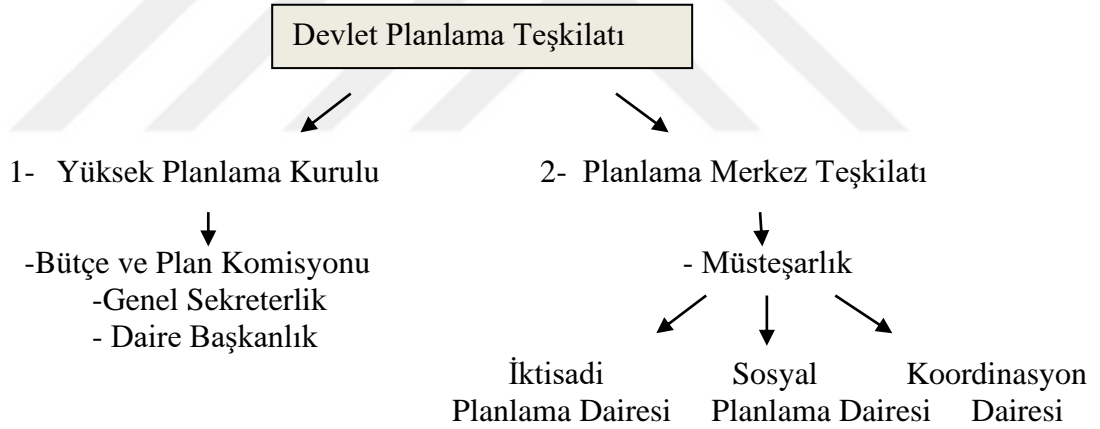 Devlet Planlama Teşkilatı
1- Yüksek Planlama Kurulu
2- Planlama Merkez Teşkilatı
-Bütçe ve Plan Komisyonu
-Genel Sekreterlik
- Daire Başkanlık
- Müsteşarlık
İktisadi
Planlama Dairesi
Sosyal
Planlama Dairesi
Koordinasyon
Dairesi